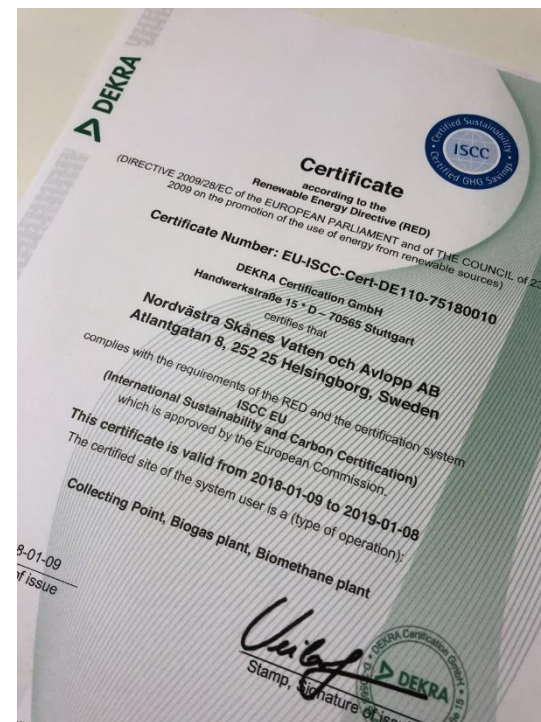 DEKRA
Certified Sustainability
ISCC
Certified GHG Savings
Certificate
according to the
Renewable Energy Directive (RED)
(DIRECTIVE 2009/28/EC of the EUROPEAN PARLIAMENT and of THE COUNCIL of 23
2009 on the promotion of the use of energy from renewable sources)
Certificate Number: EU-ISCC-Cert-DE110-75180010
DEKRA Certification GmbH
Handwerkstraße 15 * D – 70565 Stuttgart
certifies that
Nordvästra Skånes Vatten och Avlopp AB
Atlantgatan 8, 252 25 Helsingborg, Sweden
complies with the requirements of the RED and the certification system
ISCC EU
(International Sustainability and Carbon Certification)
which is approved by the European Commission.
This certificate is valid from 2018-01-09 to 2019-01-08
The certified site of the system user is a (type of operation):
Collecting Point, Biogas plant, Biomethane plant
8-01-09
of issue
Stamp, Signature of
DEKRA Certification GmbH
DEKRA